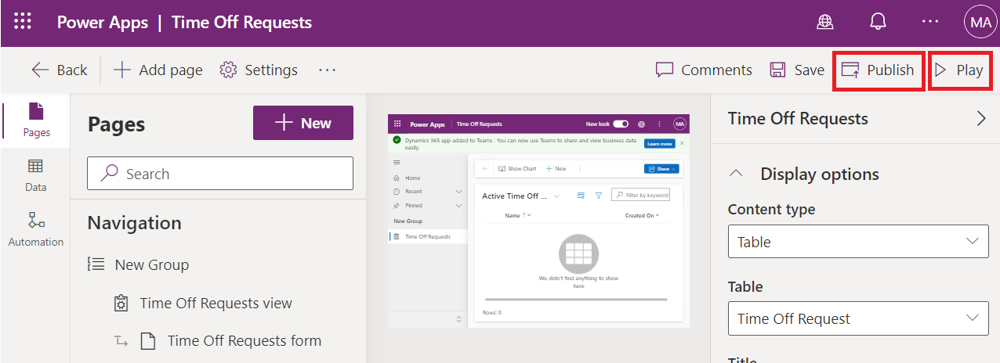 Power Apps | Time Off Requests
MA
Back
Add page
Settings
...
Comments
Save
Publish
Play
Pages
Data
Automation
Pages
New
Search
Navigation
New Group
Time Off Requests view
Time Off Requests form
Power Apps | Time Off Requests
New look
MA
Dynamics 365 app added to Teams : You can now use Teams to share and view business data
easily.
Learn more
Home
Recent
Pinned
New Group
Time Off Requests
Show Chart
New
Share
Active Time Off ...
Filter by keyword
Name
Created On
We didn't find anything to show
here
Rows: 0
Time Off Requests
Display options
Content type
Table
Table
Time Off Request